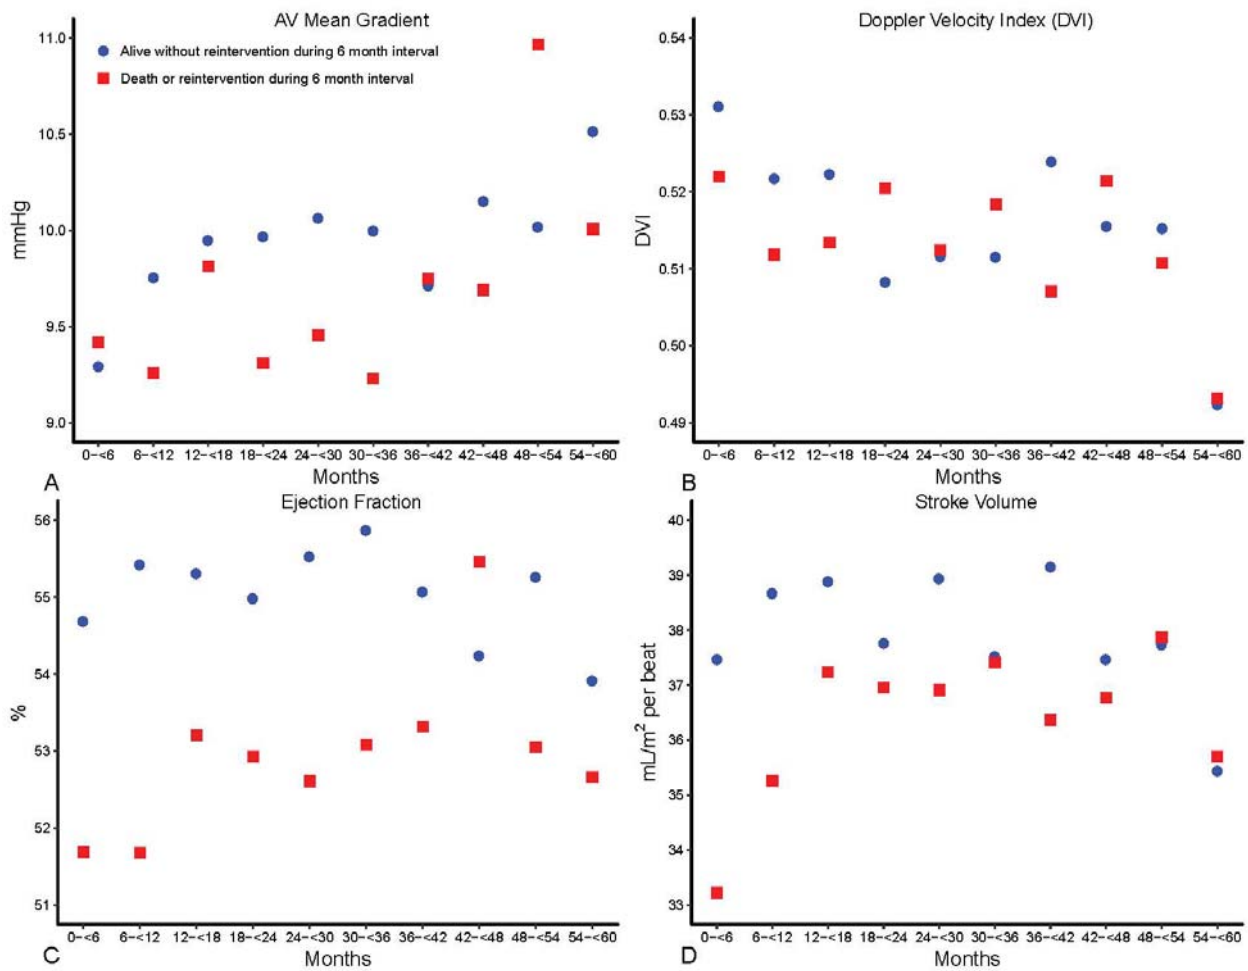 AV Mean Gradient
11.0
10.5
10.0
9.5
9.0
mmHg
Alive without reintervention during 6 month interval
Death or reintervention during 6 month interval
0−<6 6−<12 12−<18 18−<24 24−<30 30−<36 36−<42 42−<48 48−<54 54−<60
Months
A
Doppler Velocity Index (DVI)
0.54
0.53
0.52
0.51
0.50
0.49
DVI
0−<6 6−<12 12−<18 18−<24 24−<30 30−<36 36−<42 42−<48 48−<54 54−<60
Months
B
Ejection Fraction
56
55
54
53
52
51
%
0−<6 6−<12 12−<18 18−<24 24−<30 30−<36 36−<42 42−<48 48−<54 54−<60
Months
C
Stroke Volume
40
39
38
37
36
35
34
33
mL/m² per beat
0−<6 6−<12 12−<18 18−<24 24−<30 30−<36 36−<42 42−<48 48−<54 54−<60
Months
D